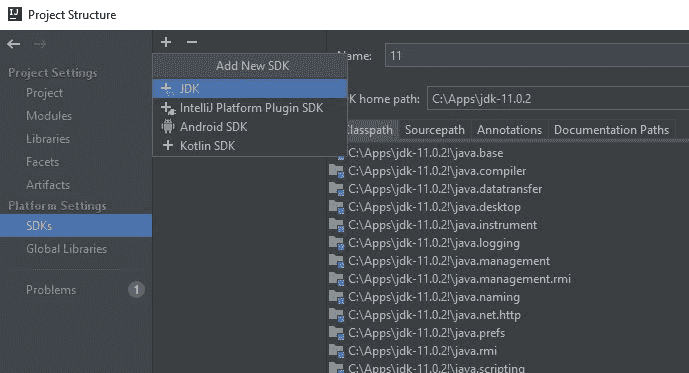 IJ Project Structure
Project Settings
Project
Modules
Libraries
Facets
Artifacts
Platform Settings
SDKs
Global Libraries
Problems 1
Add New SDK
JDK
IntelliJ Platform Plugin SDK
Android SDK
Kotlin SDK
Name: 11
K home path: C:\Apps\jdk-11.0.2
Classpath Sourcepath Annotations Documentation Paths
C:\Apps\jdk-11.0.2!\java.base
C:\Apps\jdk-11.0.2!\java.compiler
C:\Apps\jdk-11.0.2!\java.datatransfer
C:\Apps\jdk-11.0.2!\java.desktop
C:\Apps\jdk-11.0.2!\java.instrument
C:\Apps\jdk-11.0.2!\java.logging
C:\Apps\jdk-11.0.2!\java.management
C:\Apps\jdk-11.0.2!\java.management.rmi
C:\Apps\jdk-11.0.2!\java.naming
C:\Apps\jdk-11.0.2!\java.net.http
C:\Apps\jdk-11.0.2!\java.prefs
C:\Apps\jdk-11.0.2!\java.rmi
C:\Apps\jdk-11.0.2!\java.scripting